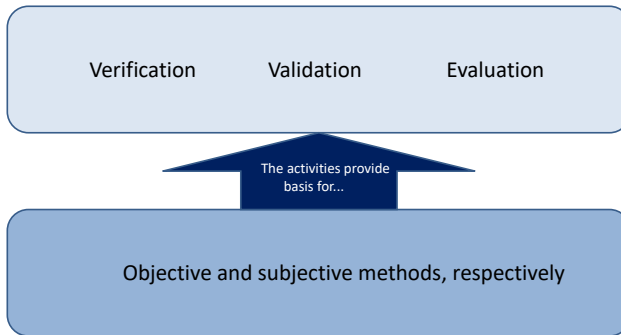 Verification Validation Evaluation
The activities provide
basis for...
Objective and subjective methods, respectively